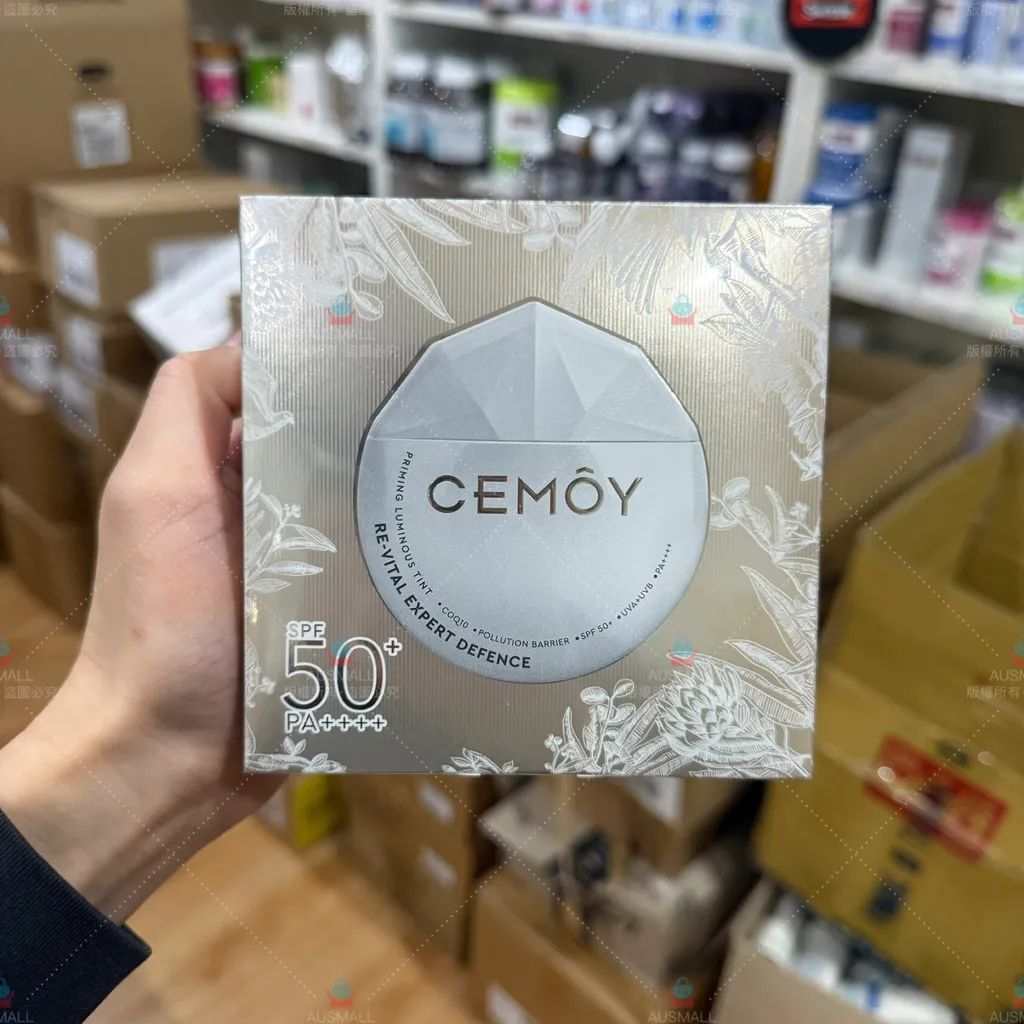 CEMÔY
PRIMING LUMINOUS TINT
RE-VITAL EXPERT DEFENCE
•COQ10 •POLLUTION BARRIER •SPF 50+ •UVA+UVB •PA++++
SPF
50+
PA++++
版權所有·盜圖必究
AUSMALL